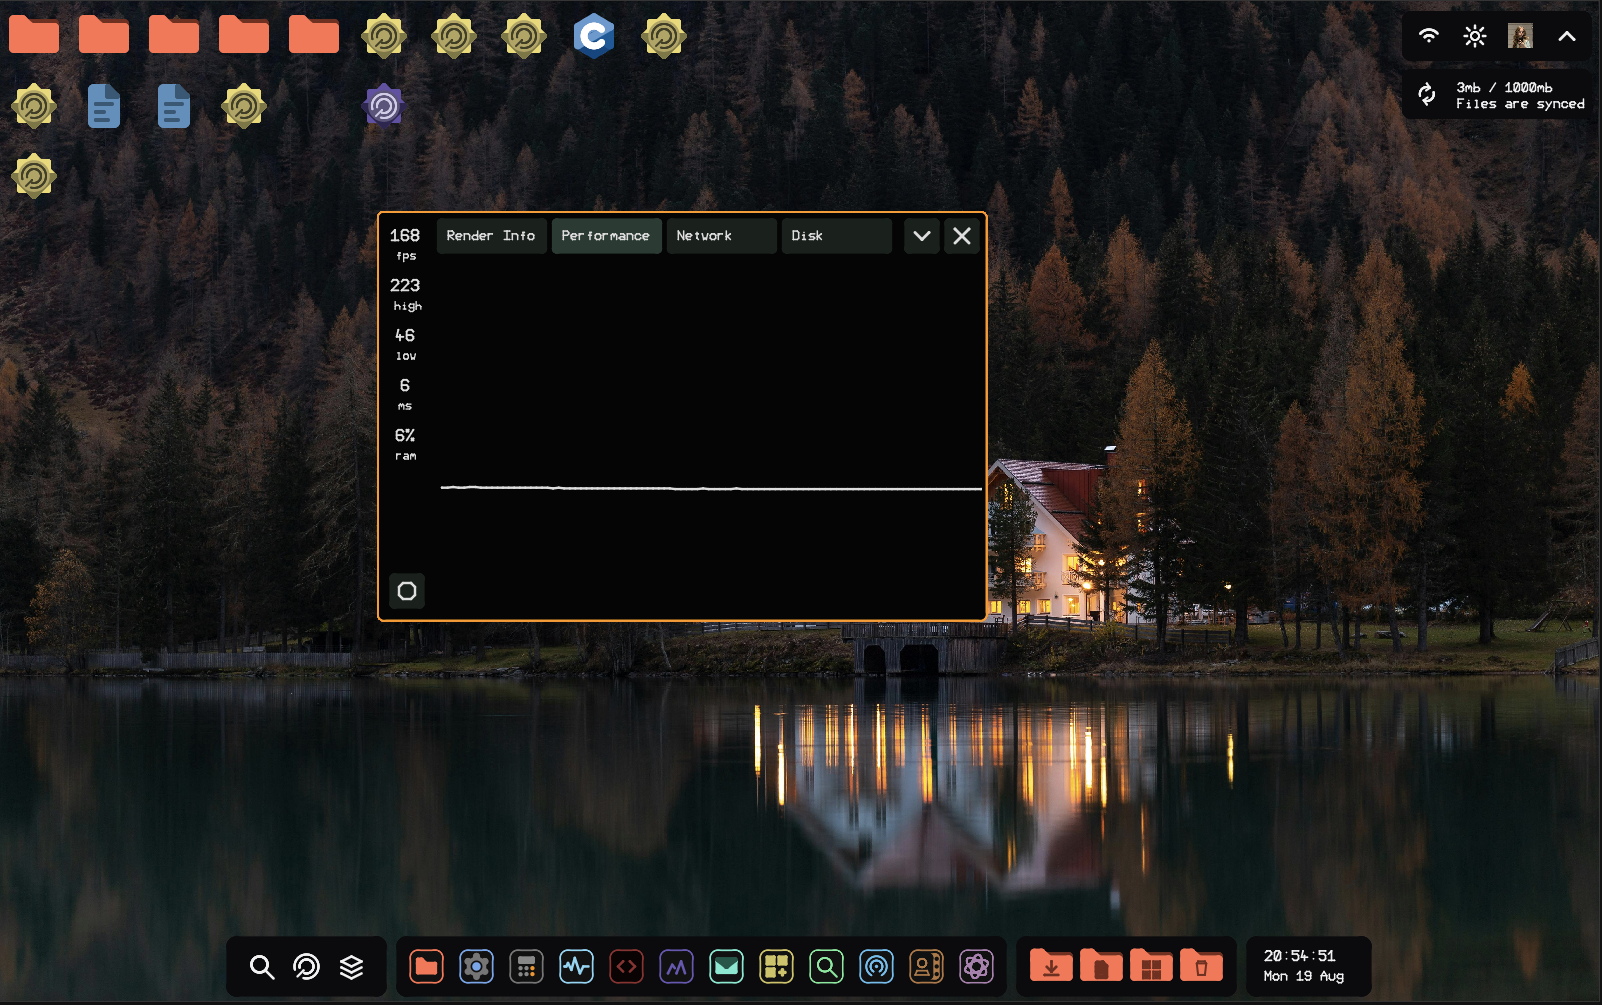 3mb / 1000mb
Files are synced
168
fps
223
high
46
low
6
ms
6%
ram
Render Info
Performance
Network
Disk
20:54:51
Mon 19 Aug